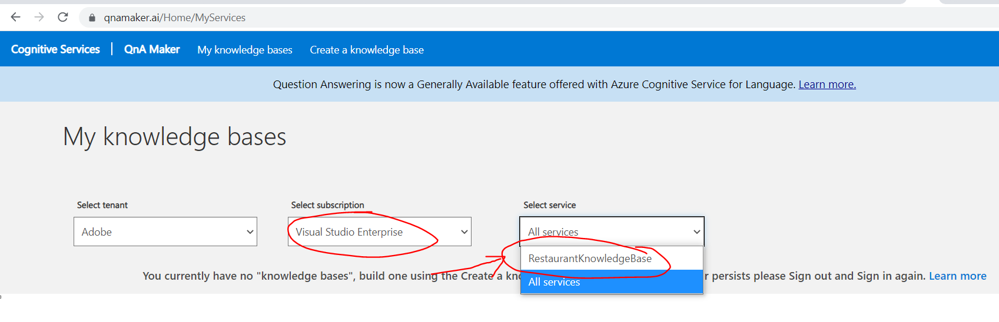 qnamaker.ai/Home/MyServices
Cognitive Services | QnA Maker My knowledge bases Create a knowledge base
Question Answering is now a Generally Available feature offered with Azure Cognitive Service for Language. Learn more.
My knowledge bases
Select tenant Select subscription Select service
Adobe Visual Studio Enterprise All services
RestaurantKnowledgeBase
You currently have no "knowledge bases", build one using the Create a kno r persists please Sign out and Sign in again. Learn more
All services